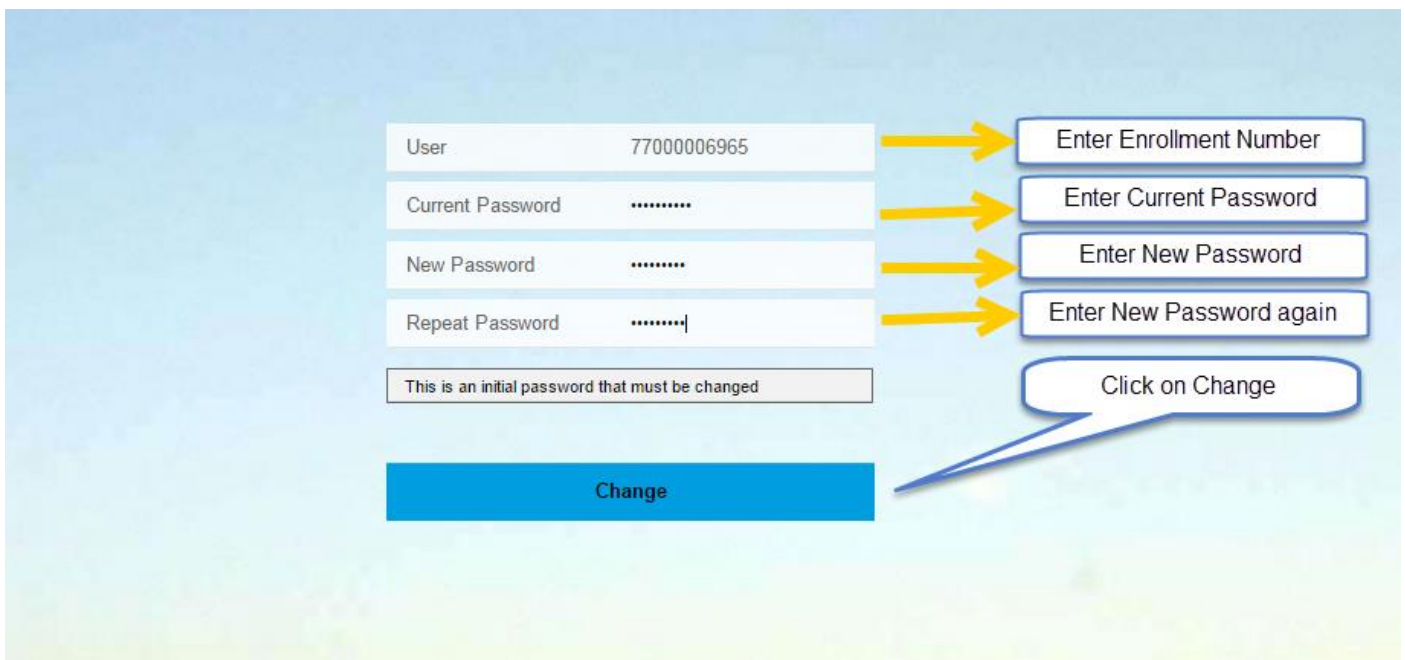 User 77000006965 Enter Enrollment Number
Current Password •••••••••• Enter Current Password
New Password ••••••••• Enter New Password
Repeat Password ••••••••• Enter New Password again
This is an initial password that must be changed
Click on Change
Change